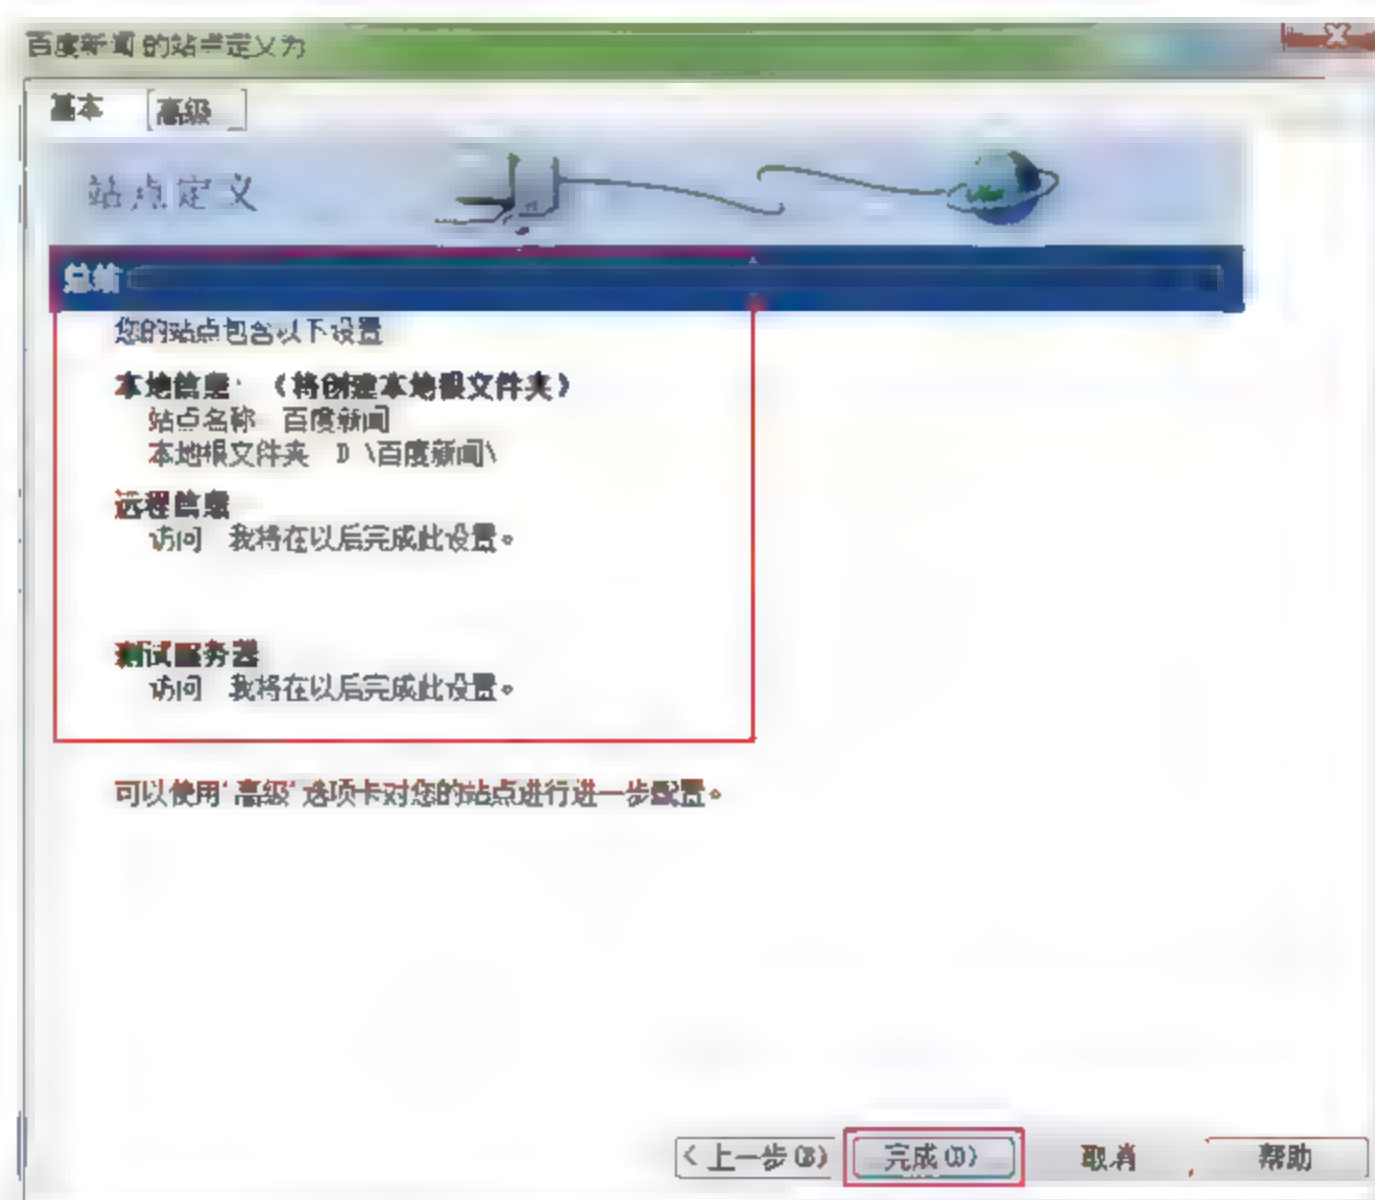 百度新闻 的站点定义为
基本 高级
站点定义
总结
您的站点包含以下设置
本地信息: (将创建本地根文件夹)
站点名称 百度新闻
本地根文件夹 D \百度新闻\
远程信息
访问 我将在以后完成此设置。
测试服务器
访问 我将在以后完成此设置。
可以使用“高级”选项卡对您的站点进行进一步配置。
< 上一步(B) 完成(D) 取消 帮助